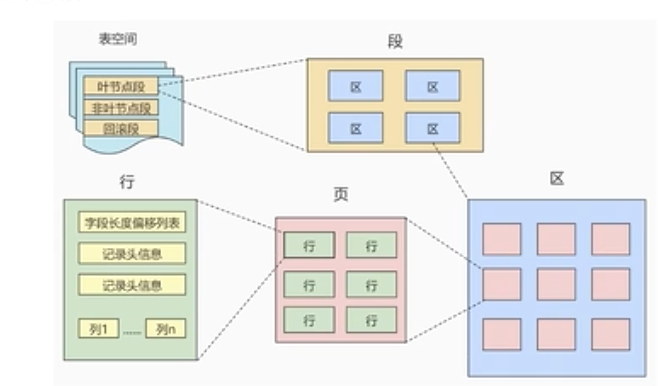 表空间
段
叶节点段
非叶节点段
回滚段
区
区
区
区
行
页
区
字段长度偏移列表
记录头信息
记录头信息
列1 ...... 列n
行
行
行
行
行
行